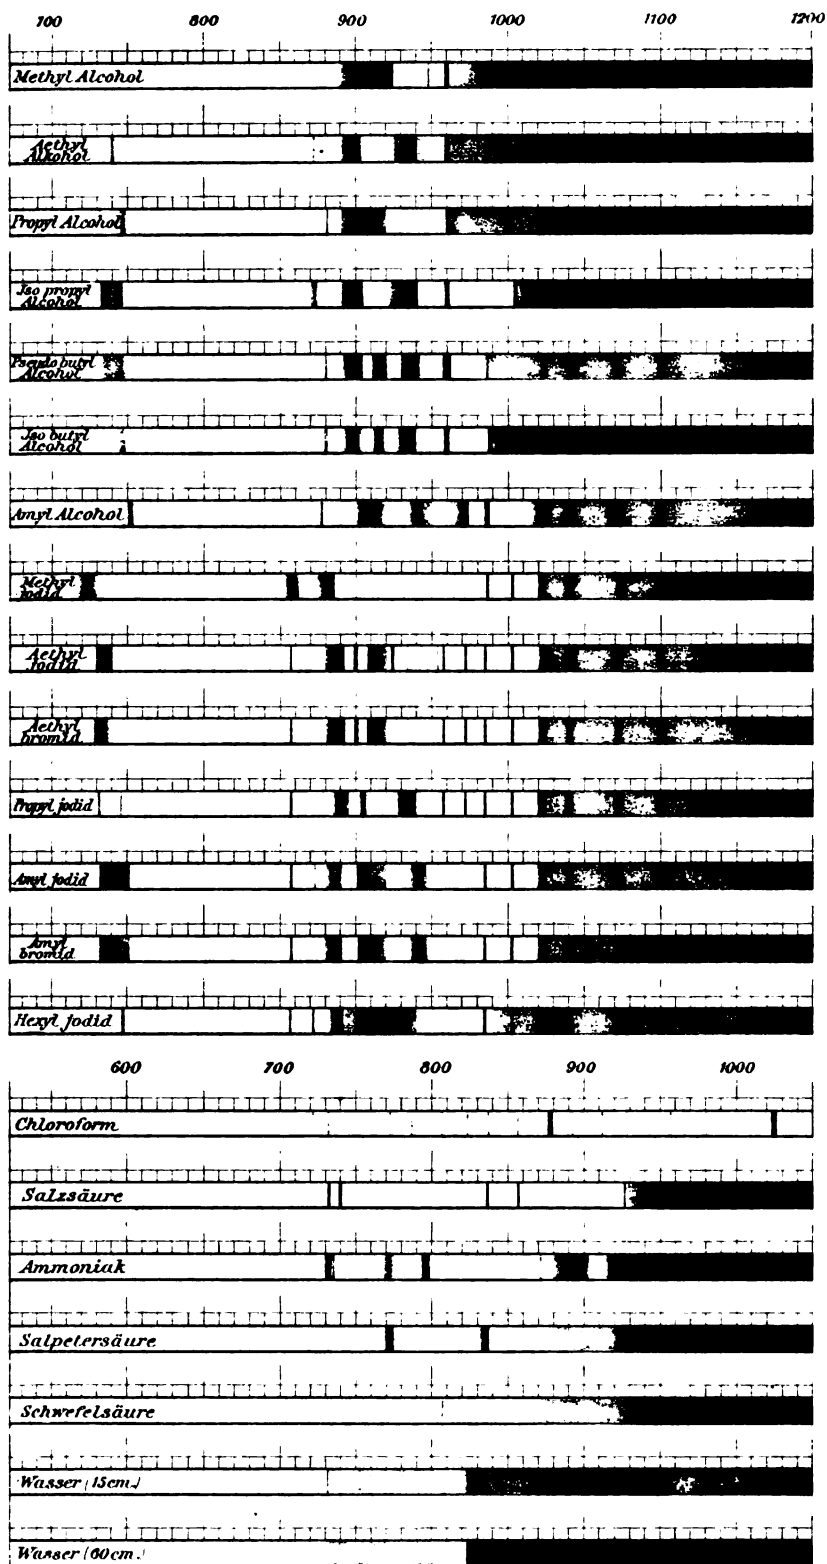 700 800 900 1000 1100 1200
Methyl Alcohol
Aethyl
Alkohol
Propyl Alcohol
Iso propyl
Alcohol
Pseudo butyl
Alcohol
Iso butyl
Alcohol
Amyl Alcohol
Methyl
jodid
Aethyl
jodid
Aethyl
bromid
Propyl jodid
Amyl jodid
Amyl
bromid
Hexyl jodid
600 700 800 900 1000
Chloroform
Salzsäure
Ammoniak
Salpetersäure
Schwefelsäure
Wasser (15cm.)
Wasser (60cm.)